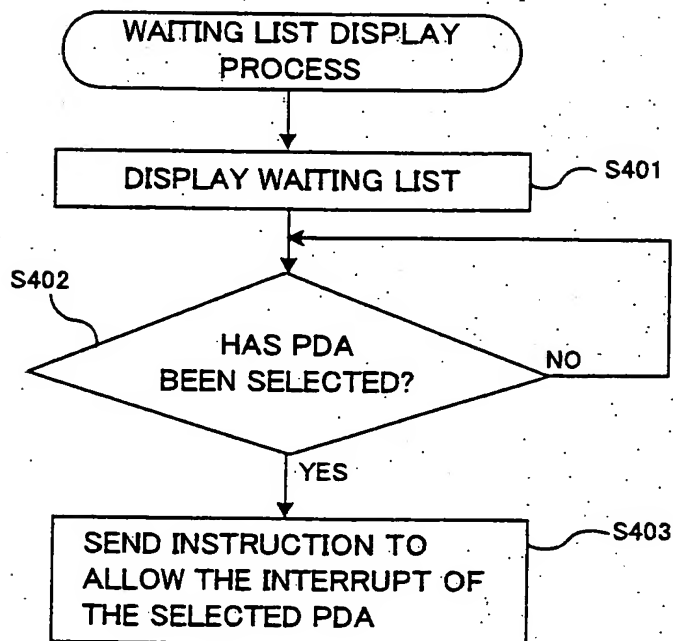 WAITING LIST DISPLAY
PROCESS
DISPLAY WAITING LIST
S401
S402
HAS PDA
BEEN SELECTED?
NO
YES
S403
SEND INSTRUCTION TO
ALLOW THE INTERRUPT OF
THE SELECTED PDA